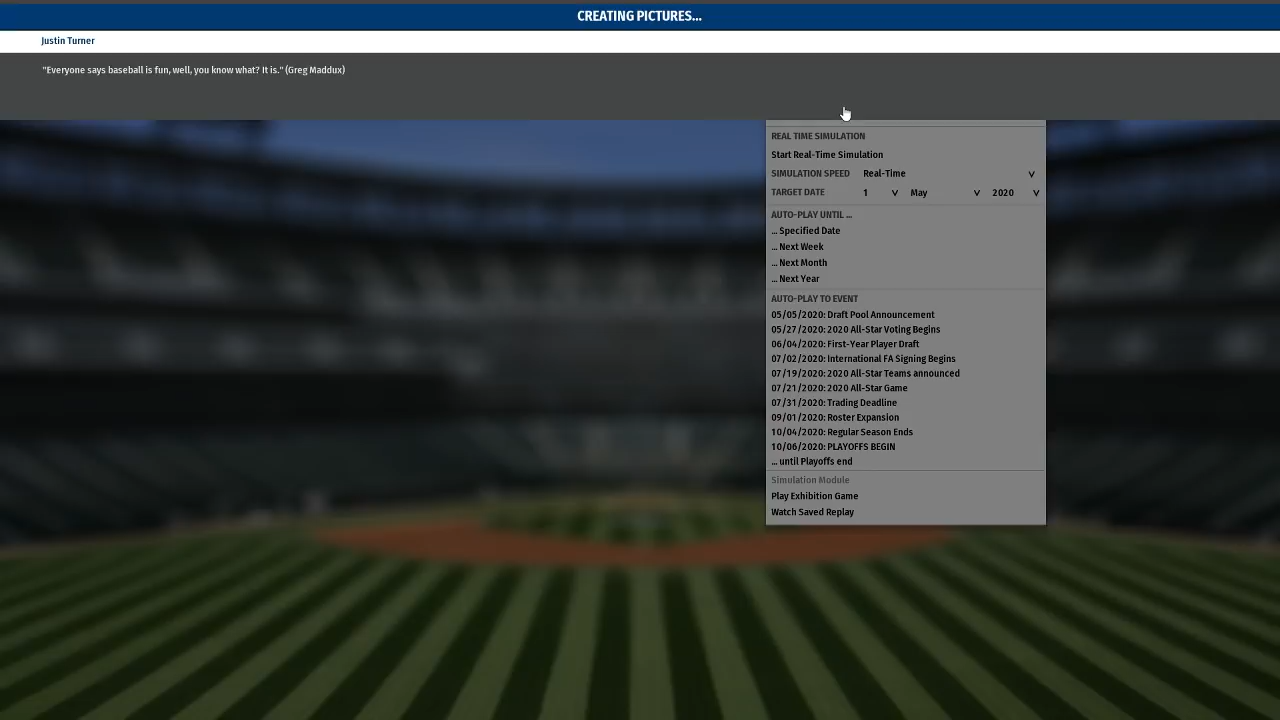 CREATING PICTURES...
Justin Turner
"Everyone says baseball is fun, well, you know what? It is." (Greg Maddux)
REAL TIME SIMULATION
Start Real-Time Simulation
SIMULATION SPEED Real-Time
TARGET DATE 1 May 2020
AUTO-PLAY UNTIL ...
... Specified Date
... Next Week
... Next Month
... Next Year
AUTO-PLAY TO EVENT
05/05/2020: Draft Pool Announcement
05/27/2020: 2020 All-Star Voting Begins
06/04/2020: First-Year Player Draft
07/02/2020: International FA Signing Begins
07/19/2020: 2020 All-Star Teams announced
07/21/2020: 2020 All-Star Game
07/31/2020: Trading Deadline
09/01/2020: Roster Expansion
10/04/2020: Regular Season Ends
10/06/2020: PLAYOFFS BEGIN
... until Playoffs end
Simulation Module
Play Exhibition Game
Watch Saved Replay